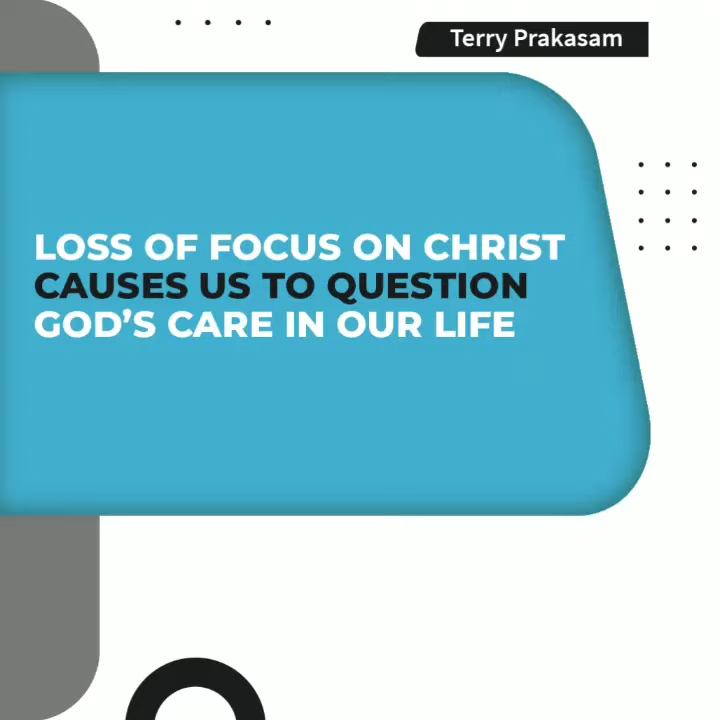 Terry Prakasam
LOSS OF FOCUS ON CHRIST
CAUSES US TO QUESTION
GOD’S CARE IN OUR LIFE